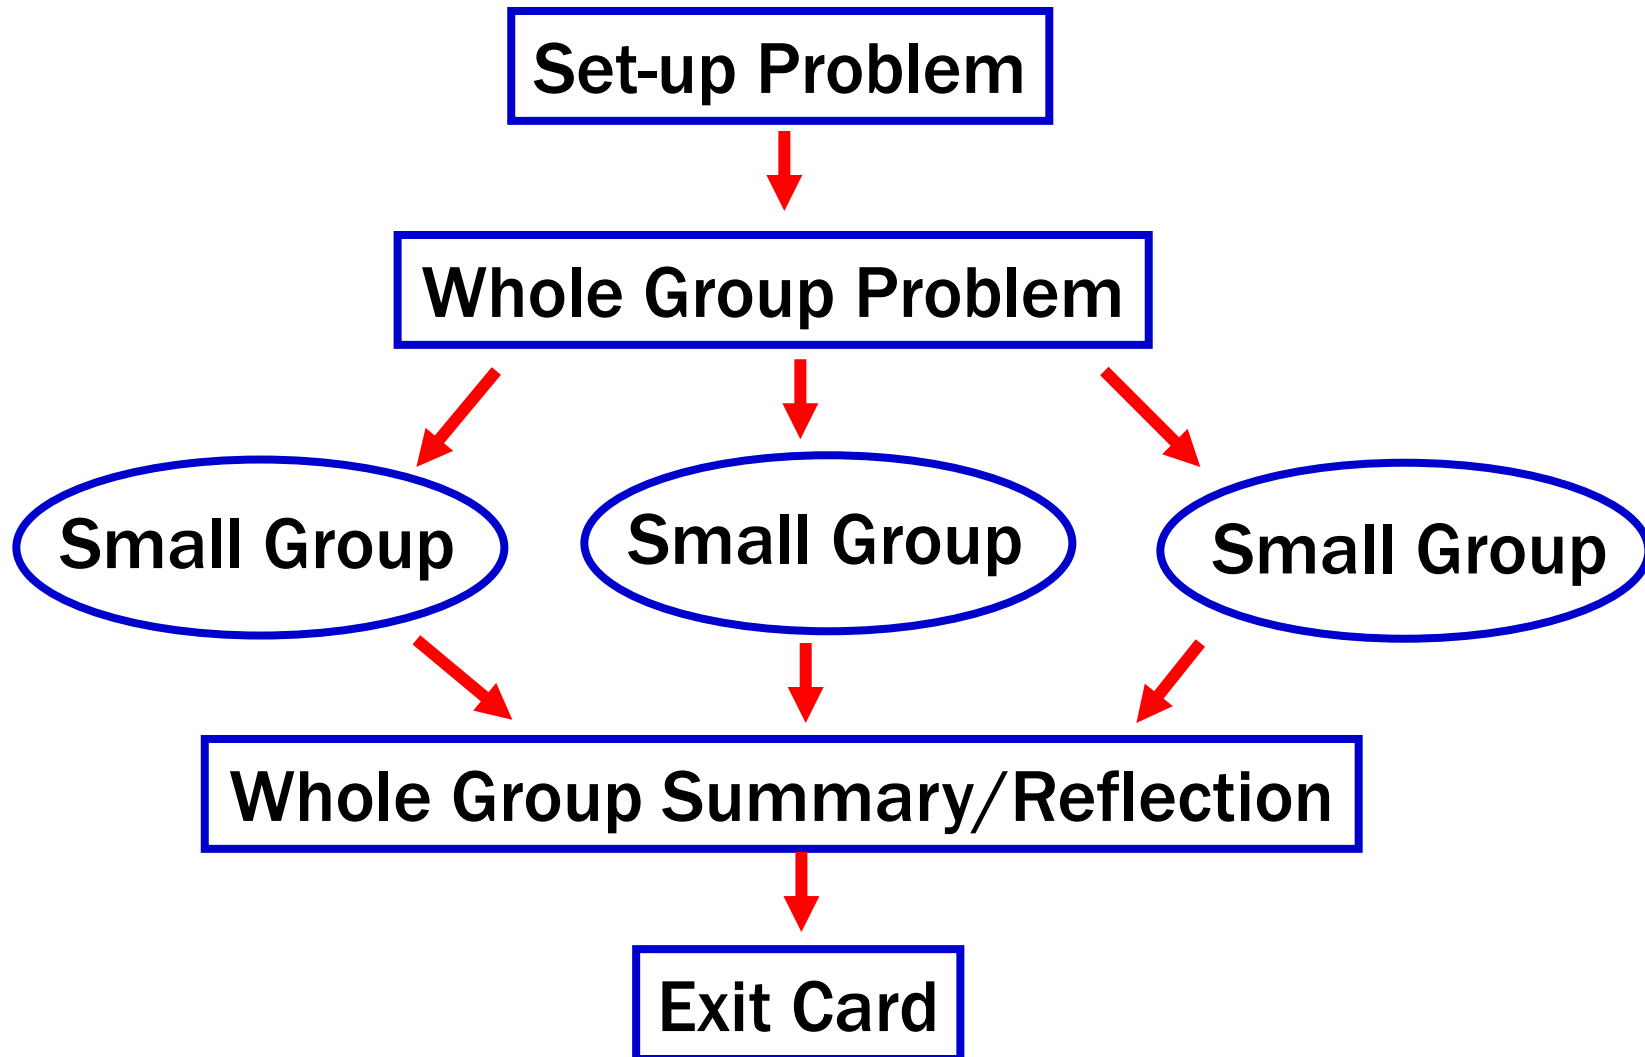 Set-up Problem
Whole Group Problem
Small Group
Small Group
Small Group
Whole Group Summary/Reflection
Exit Card